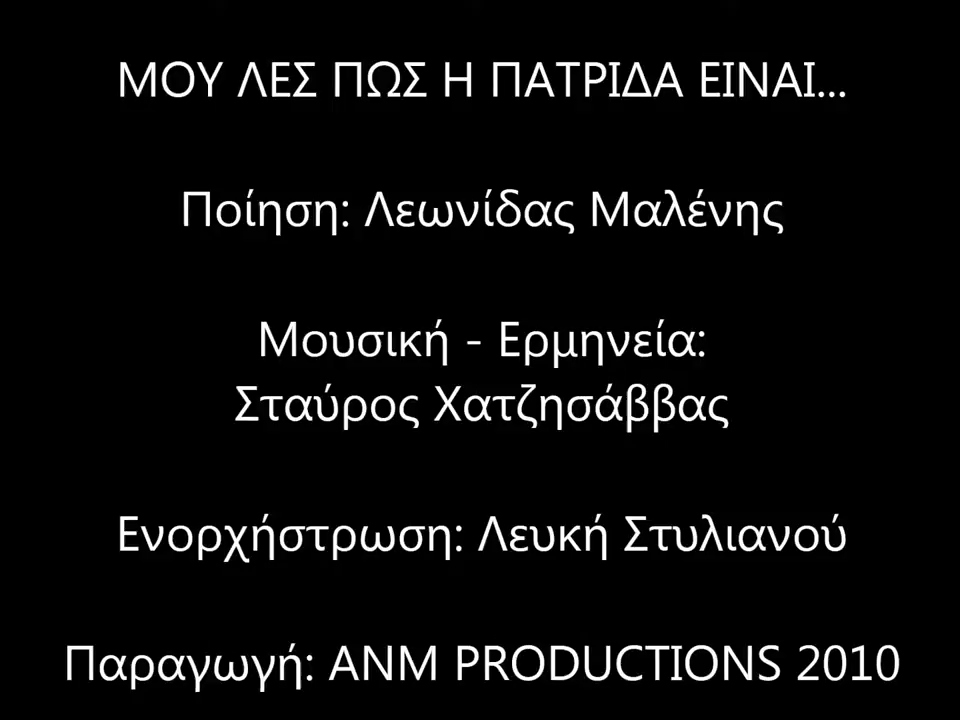 ΜΟΥ ΛΕΣ ΠΩΣ Η ΠΑΤΡΙΔΑ ΕΙΝΑΙ...
Ποίηση: Λεωνίδας Μαλένης
Μουσική - Ερμηνεία:
Σταύρος Χατζησάββας
Ενορχήστρωση: Λευκή Στυλιανού
Παραγωγή: ANM PRODUCTIONS 2010